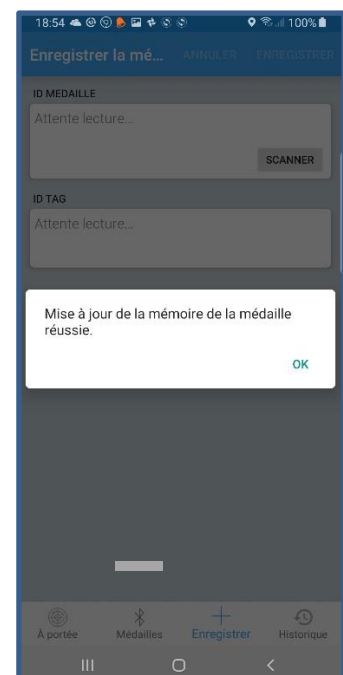 18:54 100%
Enregistrer la mé... ANNULER ENREGISTRER
ID MEDAILLE
Attente lecture...
SCANNER
ID TAG
Attente lecture...
Mise à jour de la mémoire de la médaille
réussie.
OK
À portée Médailles Enregistrer Historique